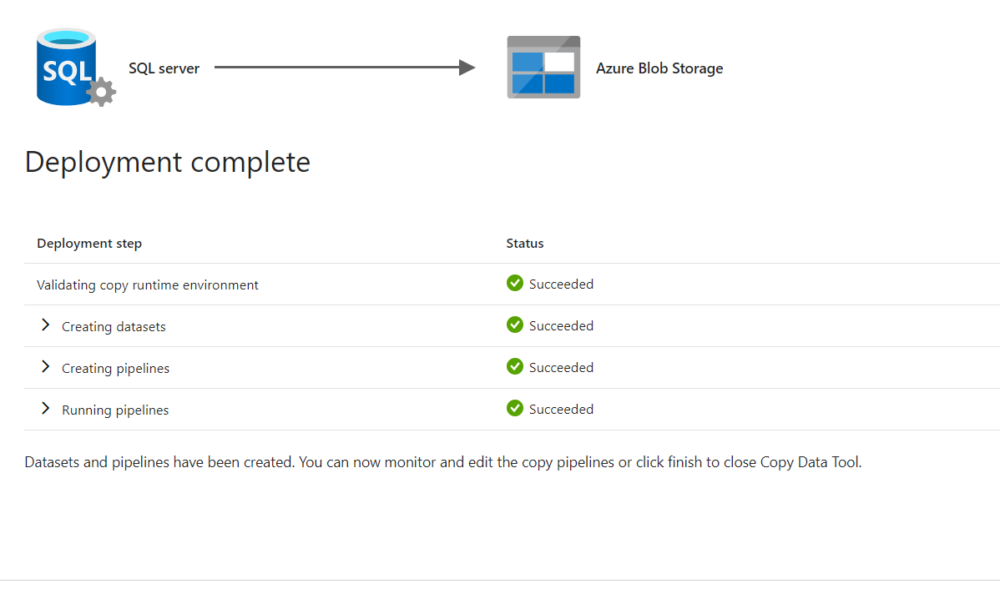 SQL
SQL server
Azure Blob Storage
Deployment complete
Deployment step Status
Validating copy runtime environment Succeeded
Creating datasets Succeeded
Creating pipelines Succeeded
Running pipelines Succeeded
Datasets and pipelines have been created. You can now monitor and edit the copy pipelines or click finish to close Copy Data Tool.